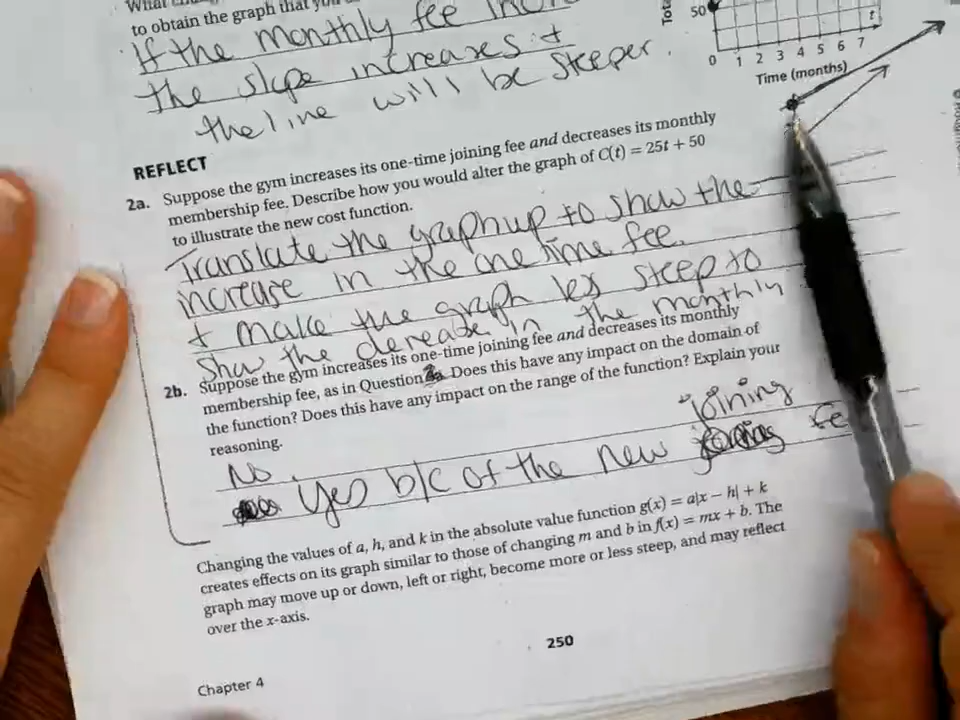 to obtain the graph that you
If the monthly fee
the slope increases &
the line will be steeper.
50
t
0 1 2 3 4 5 6 7
Time (months)
REFLECT
2a. Suppose the gym increases its one-time joining fee and decreases its monthly
membership fee. Describe how you would alter the graph of C(t) = 25t + 50
to illustrate the new cost function.
Translate the graph up to show the
increase in the one time fee.
& make the graph les steep to
show the derease in the monthly
2b. Suppose the gym increases its one-time joining fee and decreases its monthly
membership fee, as in Question 2a. Does this have any impact on the domain of
the function? Does this have any impact on the range of the function? Explain your
reasoning.
joining
No.
Yes b/c of the new fe
Changing the values of a, h, and k in the absolute value function g(x) = a|x − h| + k
creates effects on its graph similar to those of changing m and b in f(x) = mx + b. The
graph may move up or down, left or right, become more or less steep, and may reflect
over the x-axis.
250
Chapter 4